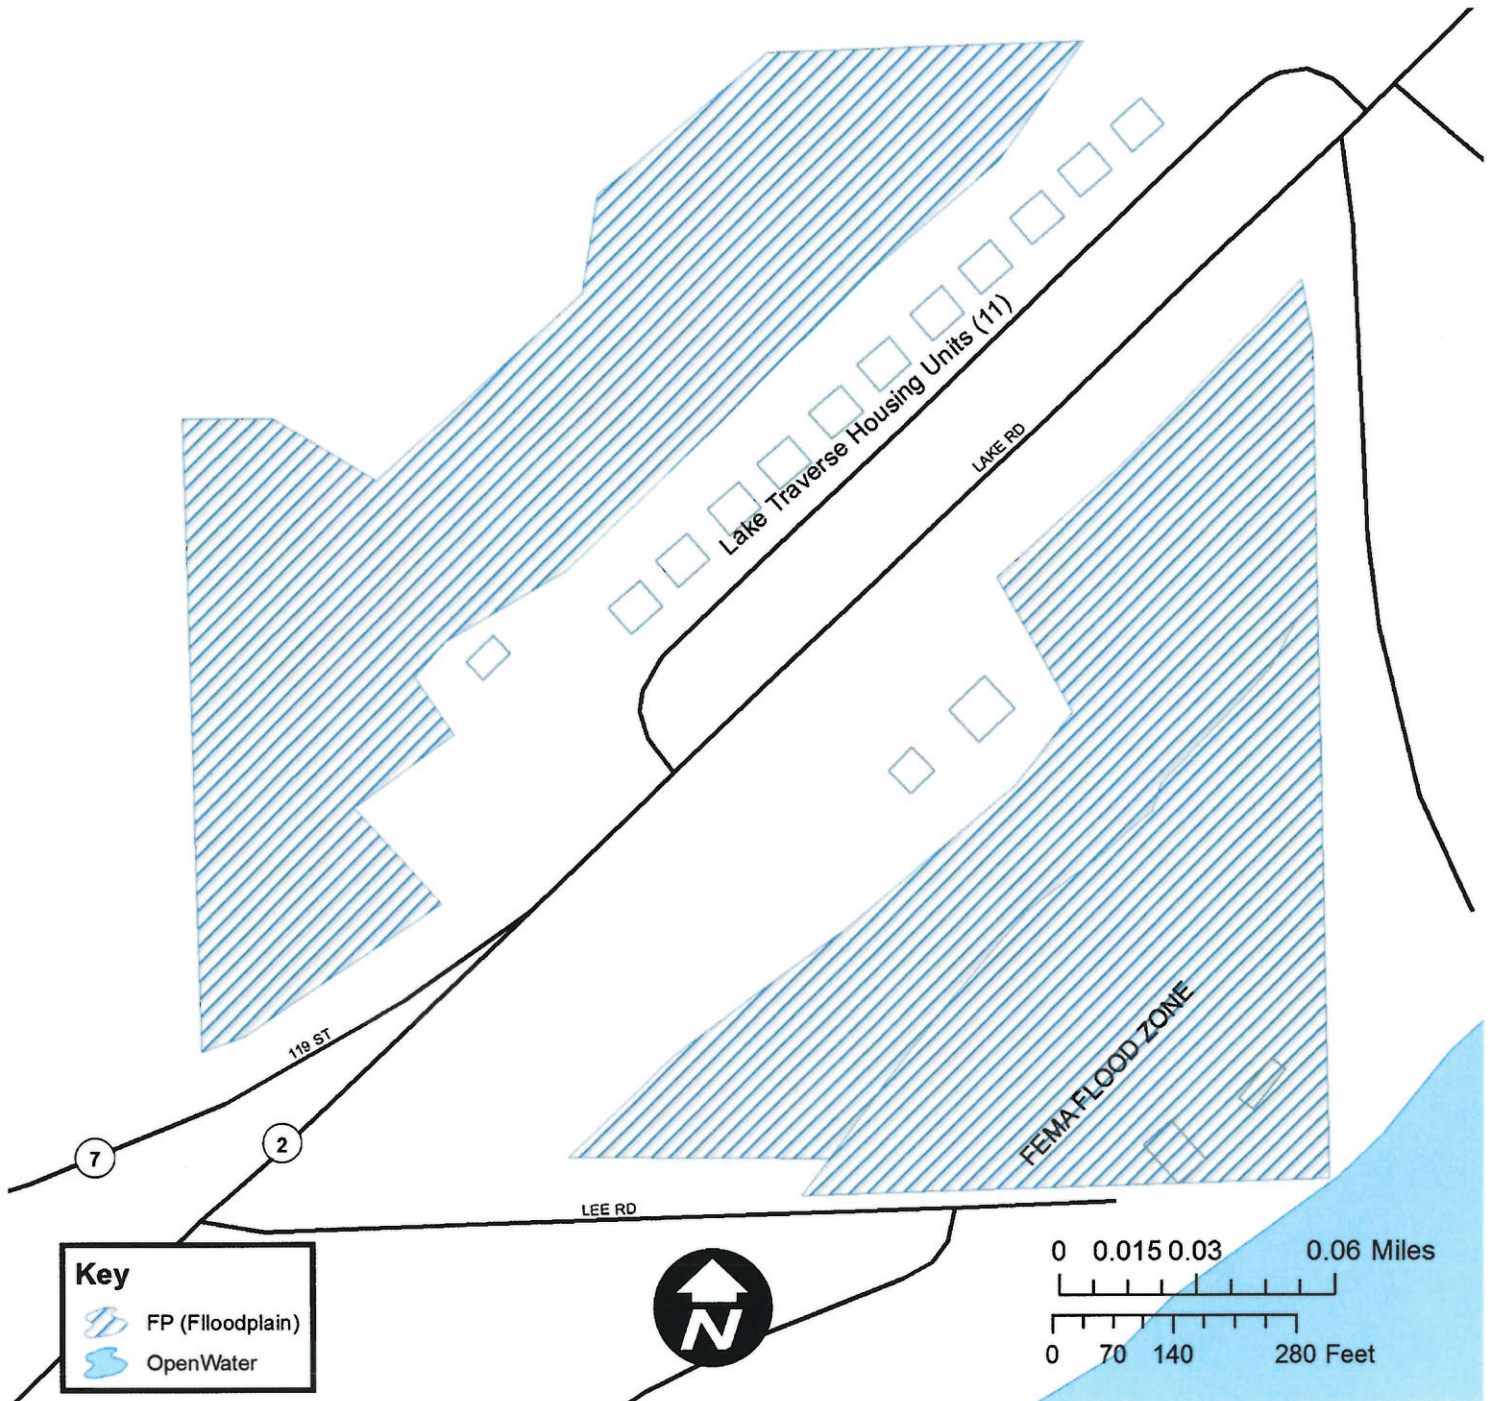 Lake Traverse Housing Units (11)
LAKE RD
FEMA FLOOD ZONE
119 ST
7
2
LEE RD
Key
FP (Flloodplain)
OpenWater
N
0 0.015 0.03 0.06 Miles
0 70 140 280 Feet